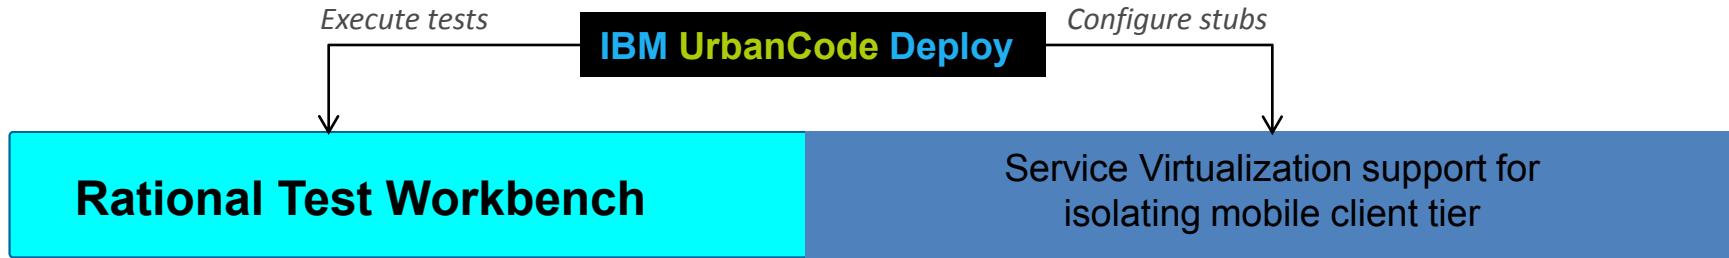 Execute tests
IBM UrbanCode Deploy
Configure stubs
Rational Test Workbench
Service Virtualization support for
isolating mobile client tier